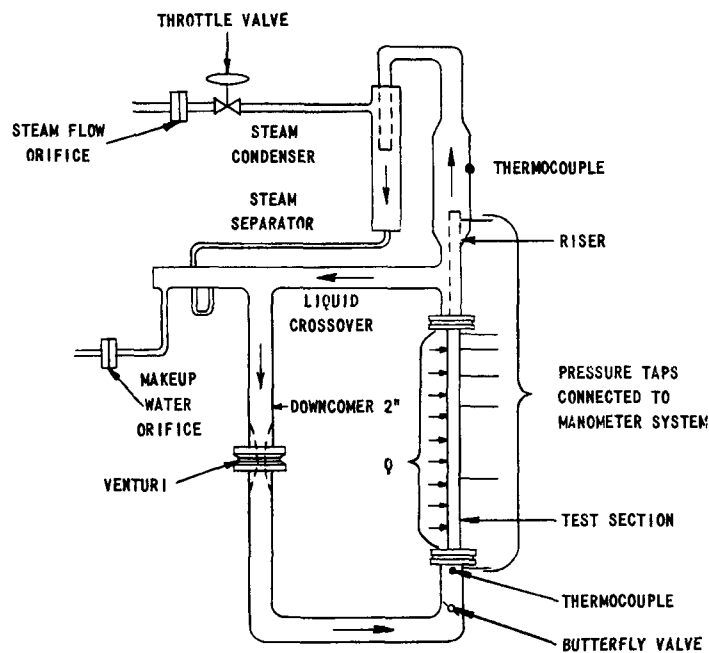 THROTTLE VALVE
STEAM FLOW
ORIFICE
STEAM
CONDENSER
THERMOCOUPLE
STEAM
SEPARATOR
RISER
LIQUID
CROSSOVER
MAKEUP
WATER
ORIFICE
PRESSURE TAPS
CONNECTED TO
MANOMETER SYSTEM
DOWNCOMER 2"
VENTURI
Q
TEST SECTION
THERMOCOUPLE
BUTTERFLY VALVE